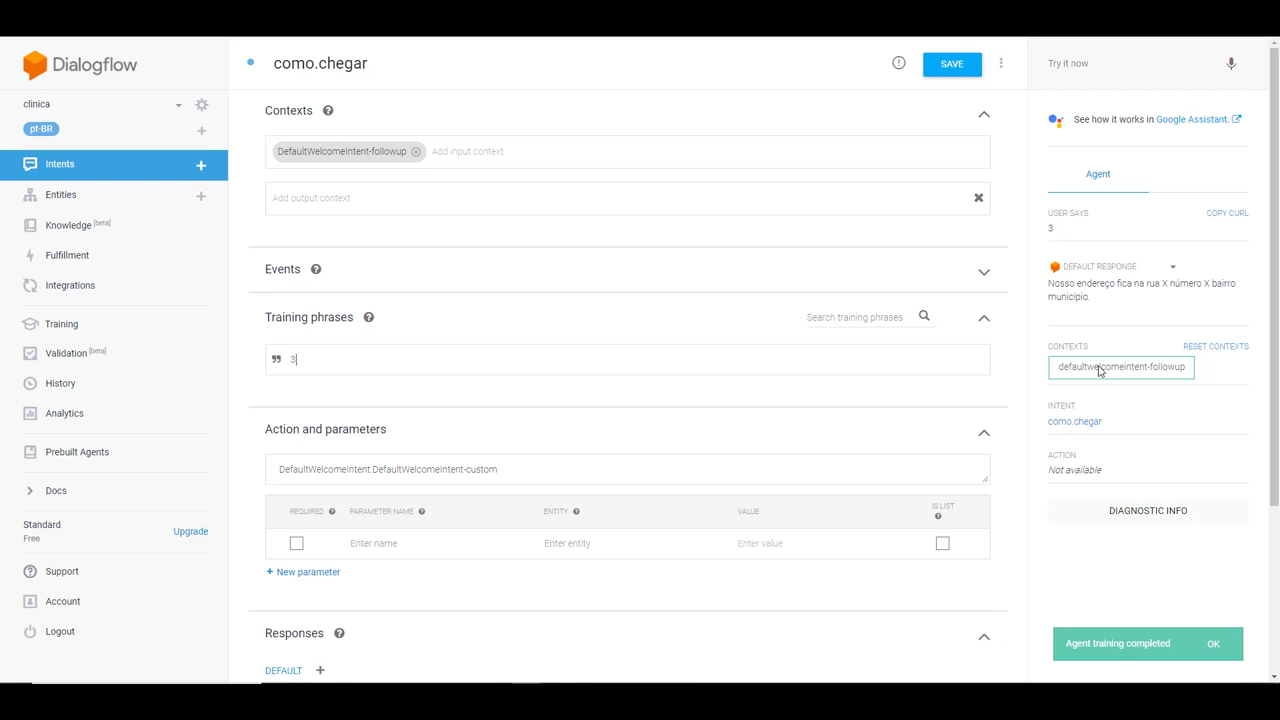 Dialogflow
clinica
pt-BR
Intents
Entities
Knowledge [beta]
Fulfillment
Integrations
Training
Validation [beta]
History
Analytics
Prebuilt Agents
Docs
Standard
Free
Upgrade
Support
Account
Logout
como.chegar
SAVE
Contexts
DefaultWelcomeIntent-followup Add input context
Add output context
Events
Training phrases
Search training phrases
3
Action and parameters
DefaultWelcomeIntent.DefaultWelcomeIntent-custom
REQUIRED PARAMETER NAME ENTITY VALUE IS LIST
Enter name Enter entity Enter value
+ New parameter
Responses
DEFAULT +
Try it now
See how it works in Google Assistant.
Agent
USER SAYS COPY CURL
3
DEFAULT RESPONSE
Nosso endereço fica na rua X número X bairro
município.
CONTEXTS RESET CONTEXTS
defaultwelcomeintent-followup
INTENT
como.chegar
ACTION
Not available
DIAGNOSTIC INFO
Agent training completed OK